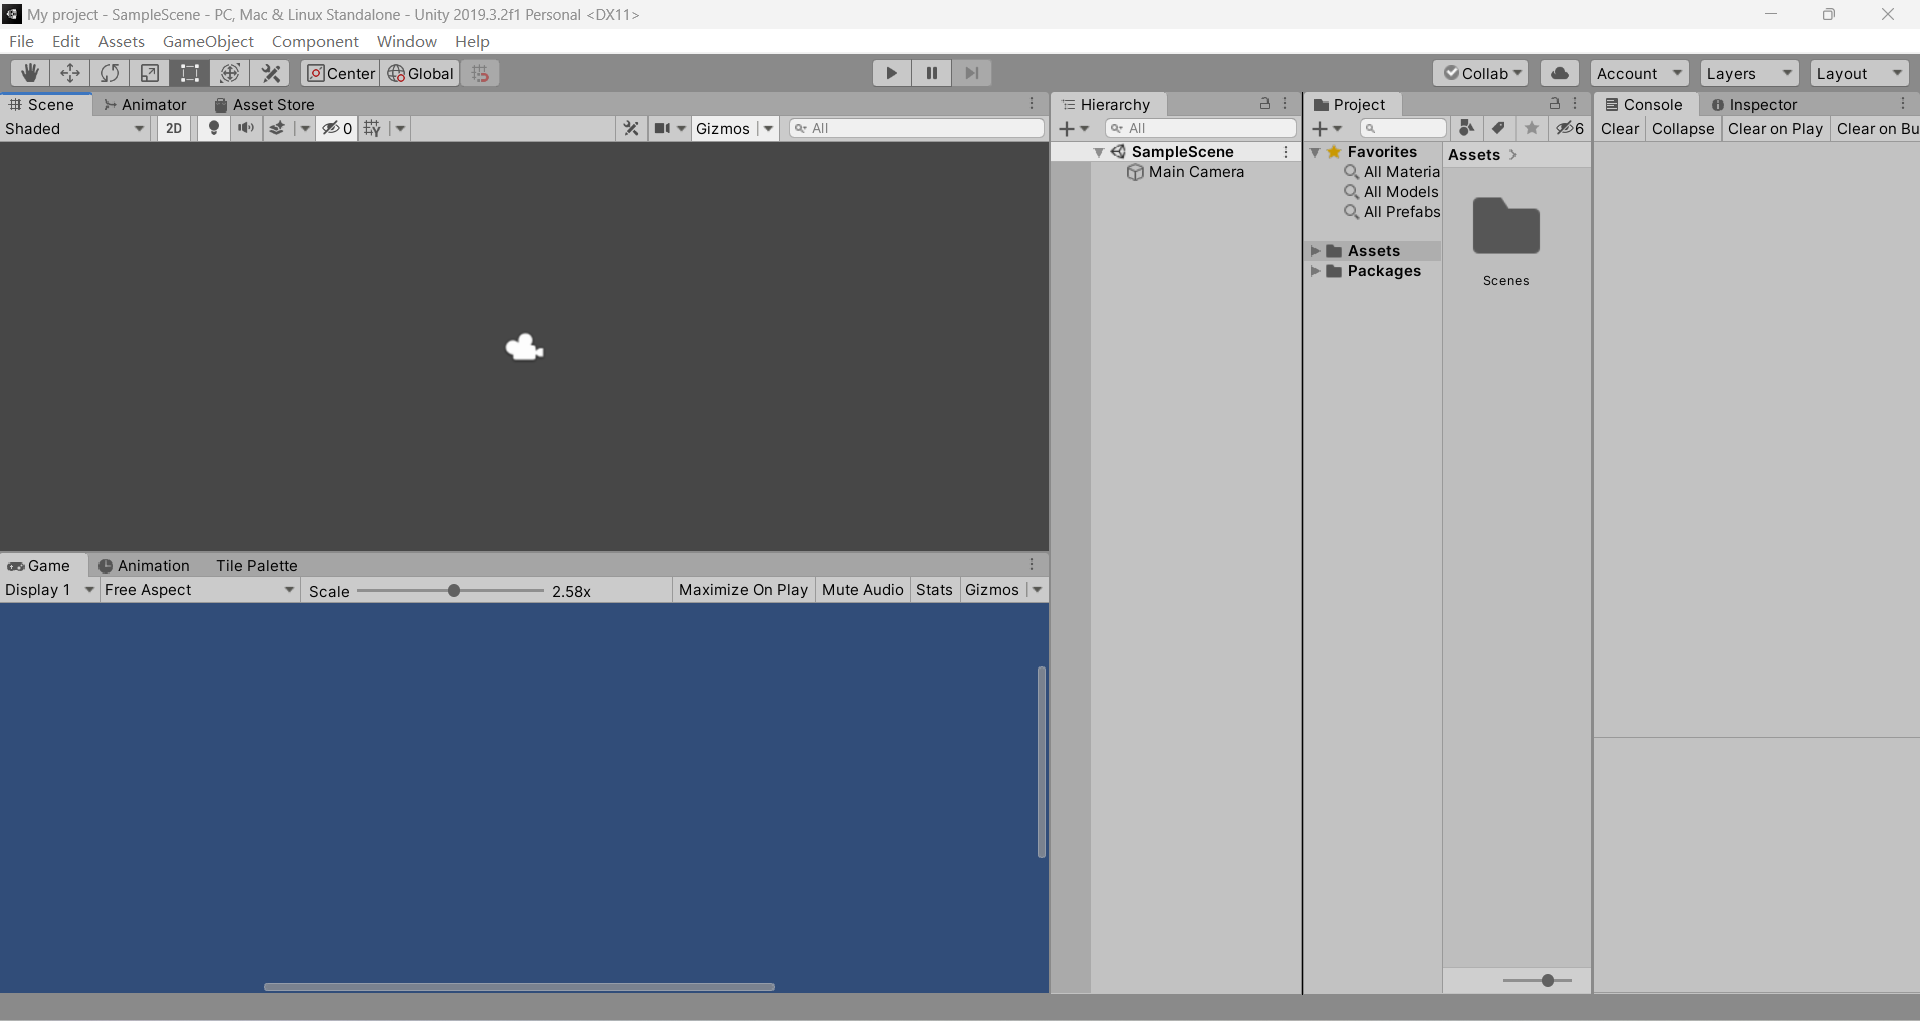 My project - SampleScene - PC, Mac & Linux Standalone - Unity 2019.3.2f1 Personal <DX11>
File Edit Assets GameObject Component Window Help
Center Global Collab Account Layers Layout
Scene Animator Asset Store
Shaded 2D 0 Gizmos All
Hierarchy
All
SampleScene
Main Camera
Project
6
Favorites
All Materia
All Models
All Prefabs
Assets
Packages
Assets
Scenes
Console Inspector
Clear Collapse Clear on Play Clear on Bu
Game Animation Tile Palette
Display 1 Free Aspect Scale 2.58x Maximize On Play Mute Audio Stats Gizmos